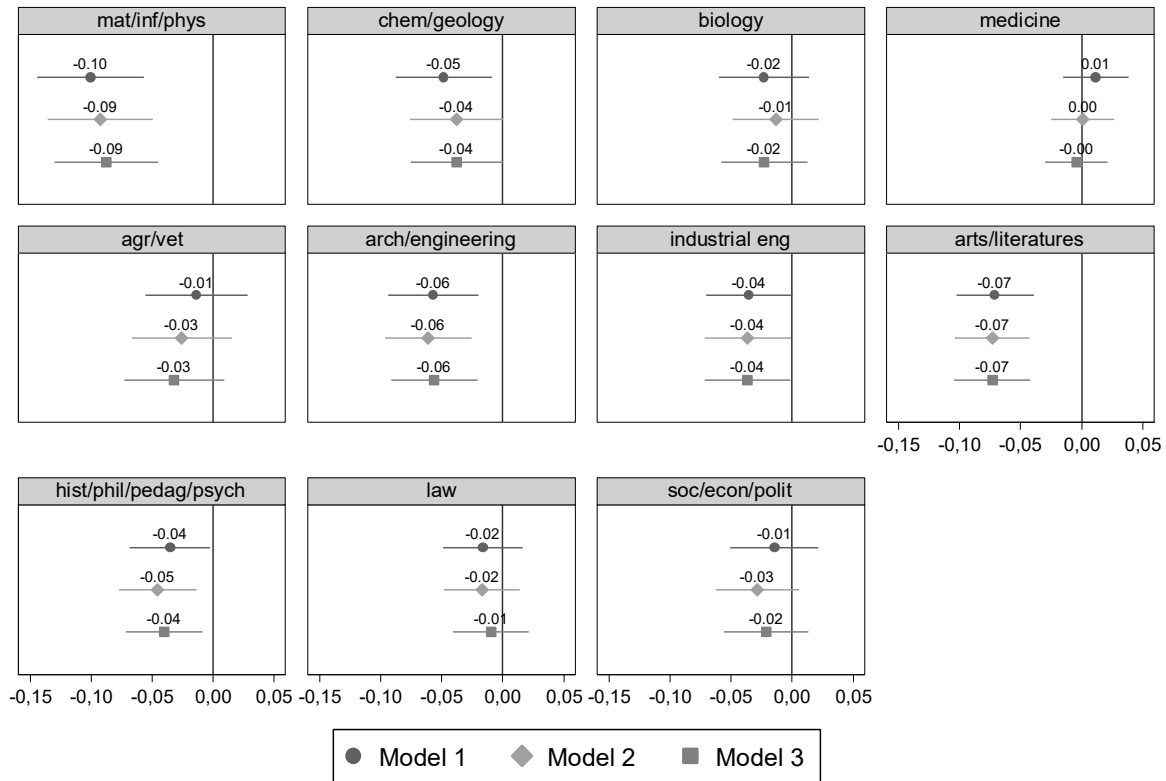 mat/inf/phys
-0.10
-0.09
-0.09
chem/geology
-0.05
-0.04
-0.04
biology
-0.02
-0.01
-0.02
medicine
0.01
0.00
-0.00
agr/vet
-0.01
-0.03
-0.03
arch/engineering
-0.06
-0.06
-0.06
industrial eng
-0.04
-0.04
-0.04
arts/literatures
-0.07
-0.07
-0.07
-0,15 -0,10 -0,05 0,00 0,05
hist/phil/pedag/psych
-0.04
-0.05
-0.04
-0,15 -0,10 -0,05 0,00 0,05
law
-0.02
-0.02
-0.01
-0,15 -0,10 -0,05 0,00 0,05
soc/econ/polit
-0.01
-0.03
-0.02
-0,15 -0,10 -0,05 0,00 0,05
Model 1 Model 2 Model 3